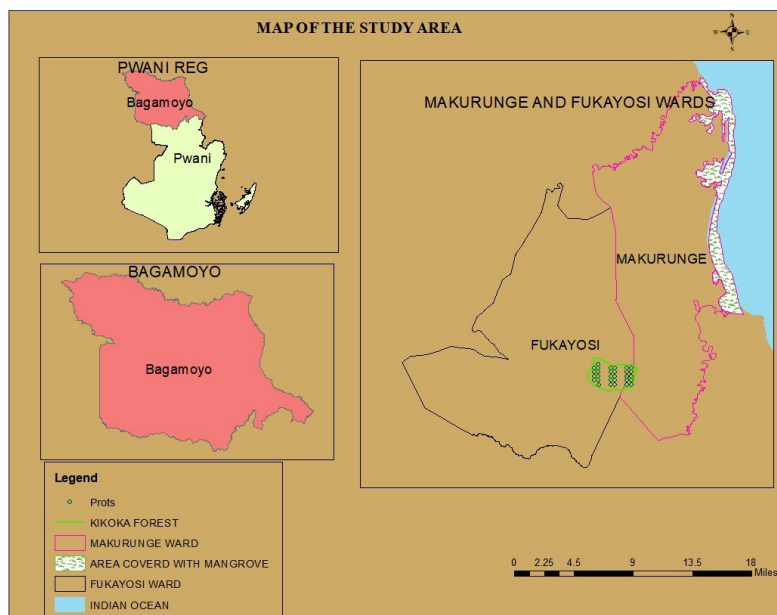 MAP OF THE STUDY AREA
N
W E
S
PWANI REG
Bagamoyo
Pwani
BAGAMOYO
Bagamoyo
MAKURUNGE AND FUKAYOSI WARDS
MAKURUNGE
FUKAYOSI
Legend
Prots
KIKOKA FOREST
MAKURUNGE WARD
AREA COVERD WITH MANGROVE
FUKAYOSI WARD
INDIAN OCEAN
0 2.25 4.5 9 13.5 18
Miles